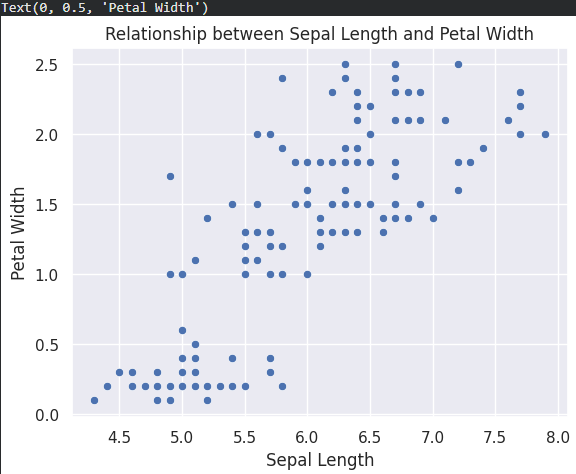 Text(0, 0.5, 'Petal Width')
Relationship between Sepal Length and Petal Width
2.5
2.0
1.5
1.0
0.5
0.0
Petal Width
4.5 5.0 5.5 6.0 6.5 7.0 7.5 8.0
Sepal Length